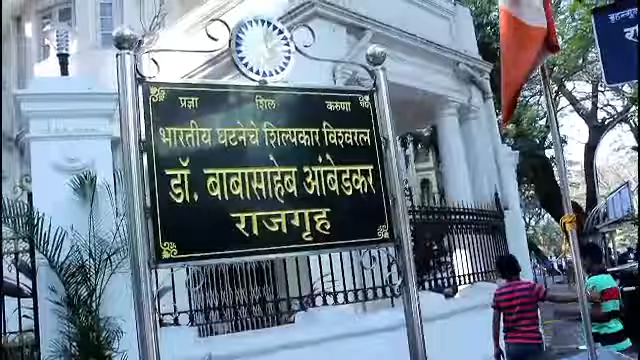 प्रज्ञा शिल करुणा
भारतीय घटनेचे शिल्पकार विश्वरत्न
डॉ. बाबासाहेब आंबेडकर
राजगृह